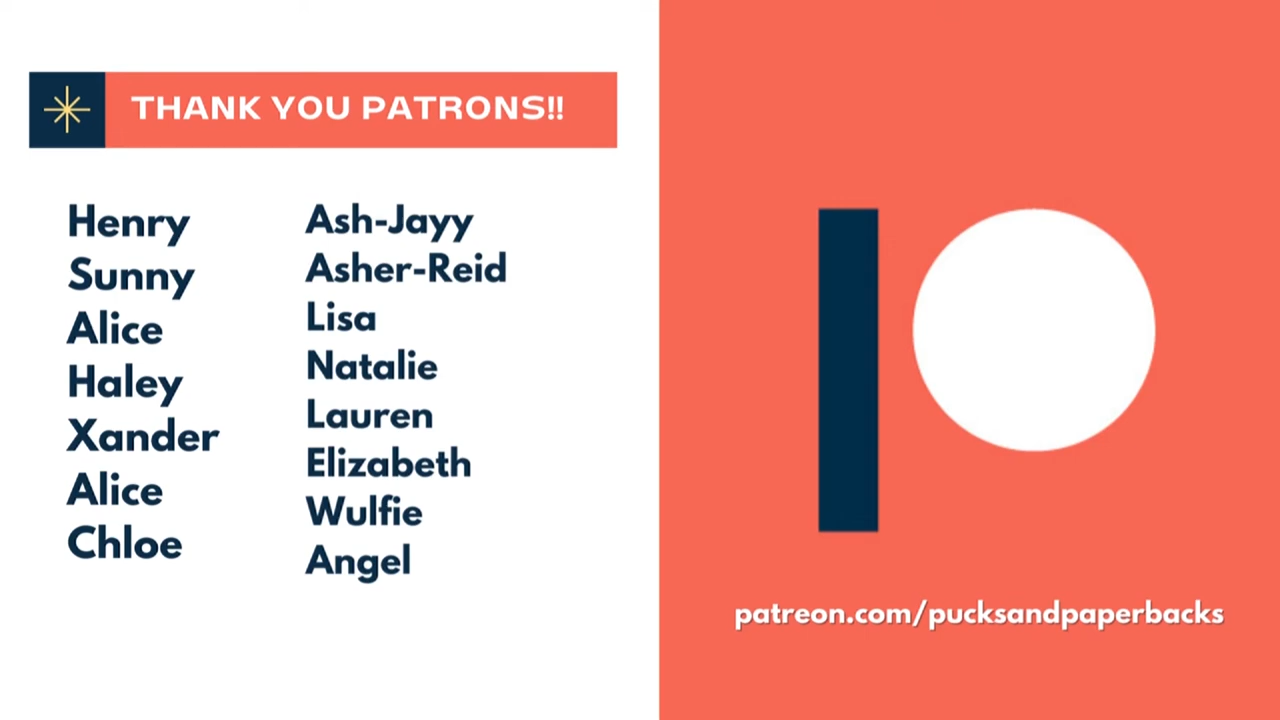 THANK YOU PATRONS!!
Henry
Sunny
Alice
Haley
Xander
Alice
Chloe
Ash-Jayy
Asher-Reid
Lisa
Natalie
Lauren
Elizabeth
Wulfie
Angel
patreon.com/pucksandpaperbacks